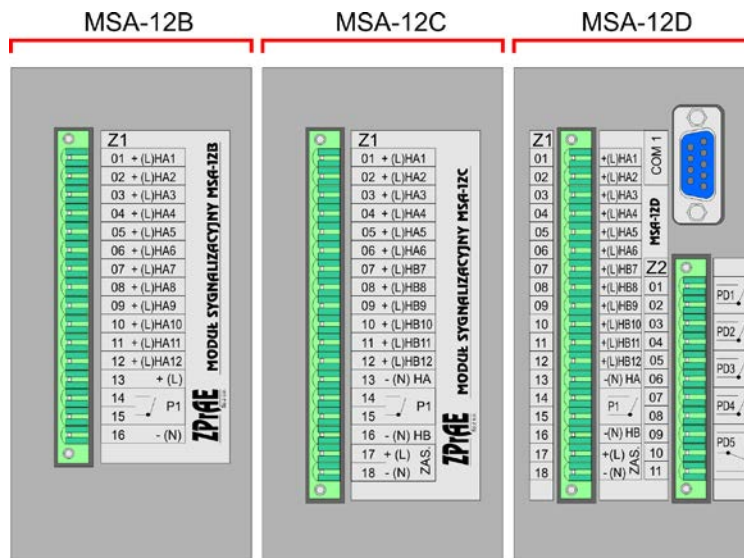 MSA-12B
MSA-12C
MSA-12D
Z1
01 + (L)HA1
02 + (L)HA2
03 + (L)HA3
04 + (L)HA4
05 + (L)HA5
06 + (L)HA6
07 + (L)HA7
08 + (L)HA8
09 + (L)HA9
10 + (L)HA10
11 + (L)HA11
12 + (L)HA12
13 + (L)
14
P1
15
16 - (N)
MODUŁ SYGNALIZACYJNY MSA-12B
ZPrAE
Z1
01 + (L)HA1
02 + (L)HA2
03 + (L)HA3
04 + (L)HA4
05 + (L)HA5
06 + (L)HA6
07 + (L)HB7
08 + (L)HB8
09 + (L)HB9
10 + (L)HB10
11 + (L)HB11
12 + (L)HB12
13 - (N) HA
14
P1
15
16 - (N) HB
17 + (L)
18 - (N)
ZAS.
MODUŁ SYGNALIZACYJNY MSA-12C
ZPrAE
Z1
01 +(L)HA1
02 +(L)HA2
03 +(L)HA3
04 +(L)HA4
05 +(L)HA5
06 +(L)HA6
07 +(L)HB7
08 +(L)HB8
09 +(L)HB9
10 +(L)HB10
11 +(L)HB11
12 +(L)HB12
13 -(N) HA
14
P1
15
16 -(N) HB
17 +(L)
18 -(N)
ZAS.
COM 1
MSA-12D
Z2
01
02
03
04
05
06
07
08
09
10
11
PD1
PD2
PD3
PD4
PD5